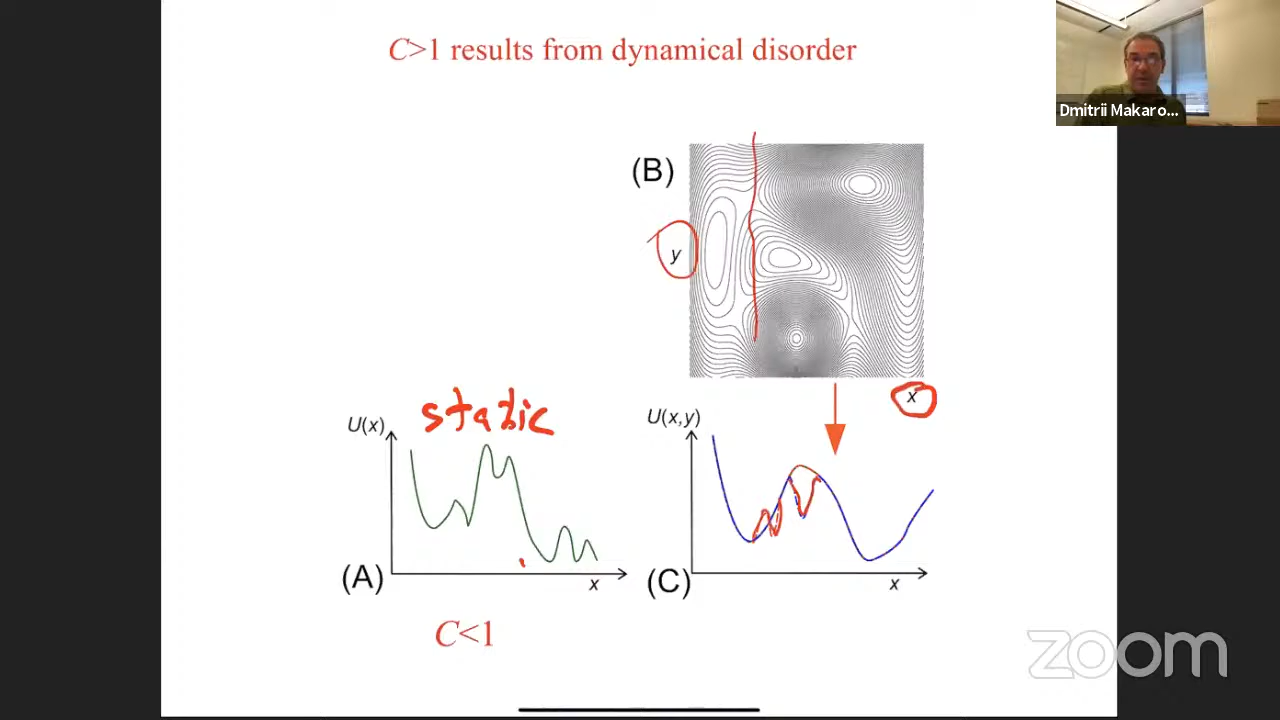 C>1 results from dynamical disorder
Dmitrii Makaro...
(B)
y
x
static
U(x)
U(x,y)
(A)
x
(C)
x
C<1
zoom